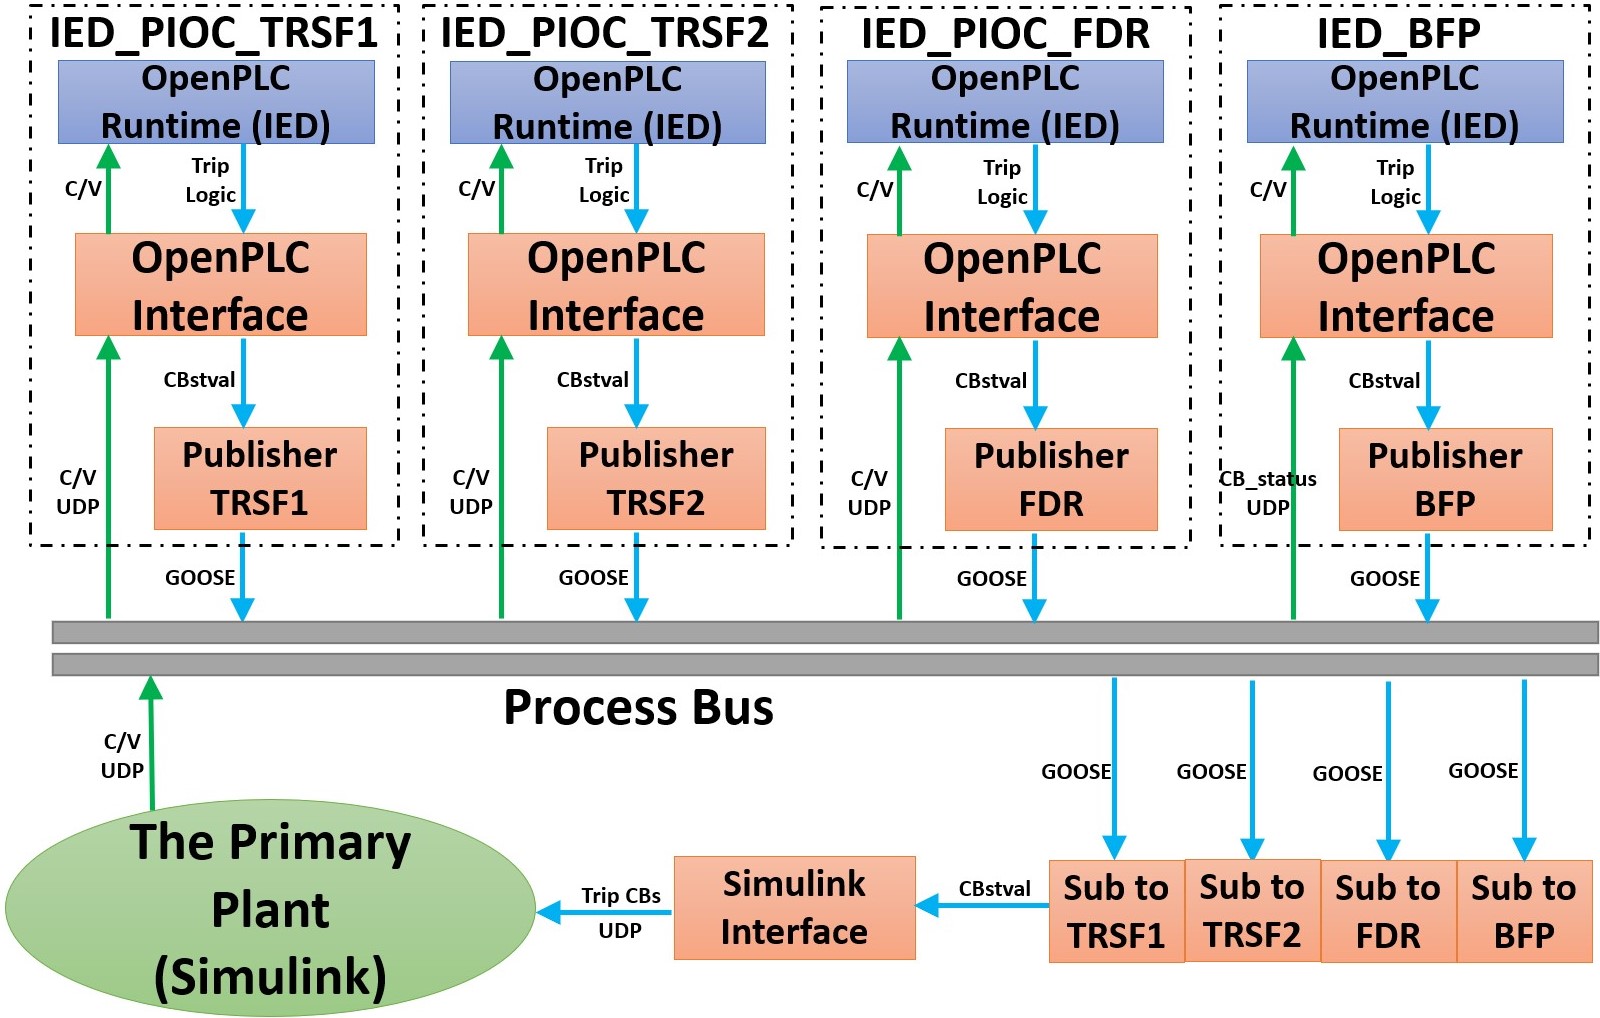 IED_PIOC_TRSF1
OpenPLC
Runtime (IED)
C/V
Trip
Logic
OpenPLC
Interface
CBstval
Publisher
TRSF1
C/V
UDP
GOOSE
IED_PIOC_TRSF2
OpenPLC
Runtime (IED)
C/V
Trip
Logic
OpenPLC
Interface
CBstval
Publisher
TRSF2
C/V
UDP
GOOSE
IED_PIOC_FDR
OpenPLC
Runtime (IED)
C/V
Trip
Logic
OpenPLC
Interface
CBstval
Publisher
FDR
C/V
UDP
GOOSE
IED_BFP
OpenPLC
Runtime (IED)
C/V
Trip
Logic
OpenPLC
Interface
CBstval
Publisher
BFP
CB_status
UDP
GOOSE
Process Bus
C/V
UDP
GOOSE
GOOSE
GOOSE
GOOSE
The Primary
Plant
(Simulink)
Trip CBs
UDP
Simulink
Interface
CBstval
Sub to
TRSF1
Sub to
TRSF2
Sub to
FDR
Sub to
BFP